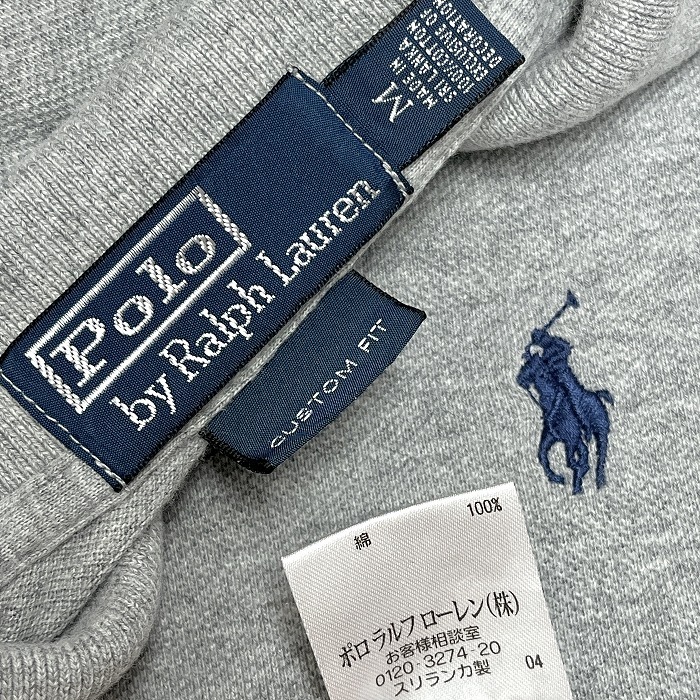 Polo
by Ralph Lauren
M
MADE IN
SRI LANKA
100% COTTON
EXCLUSIVE OF
DECORATION
CUSTOM FIT
綿 100%
ポロ ラルフ ローレン(株)
お客様相談室
0120・3274・20
スリランカ製 04